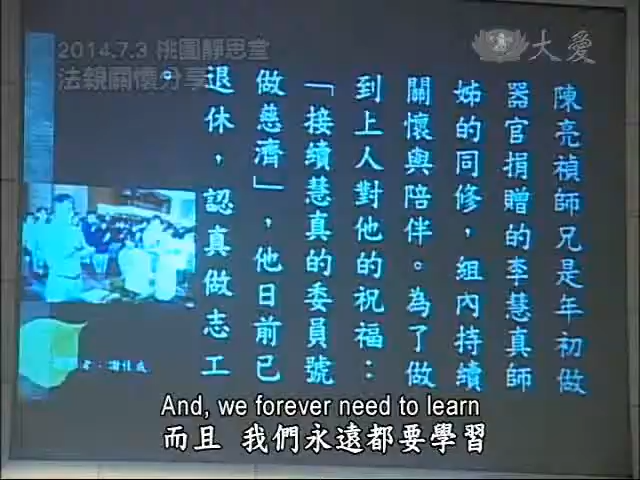 2014.7.3 桃園靜思堂
法親關懷分享
大愛
陳亮禎師兄是年初做
器官捐贈的李慧真師
姊的同修，組內持續
關懷與陪伴。為了做
到上人對他的祝福：
「接續慧真的委員號
做慈濟」，他日前已
退休，認真做志工
。
And, we forever need to learn
而且 我們永遠都要學習